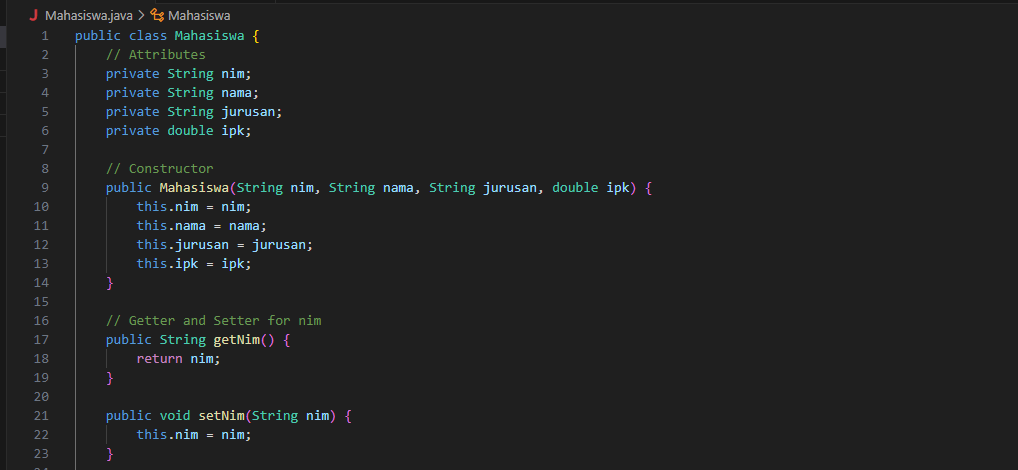 Mahasiswa.java > Mahasiswa
1 public class Mahasiswa {
2     // Attributes
3     private String nim;
4     private String nama;
5     private String jurusan;
6     private double ipk;
7
8     // Constructor
9     public Mahasiswa(String nim, String nama, String jurusan, double ipk) {
10         this.nim = nim;
11         this.nama = nama;
12         this.jurusan = jurusan;
13         this.ipk = ipk;
14     }
15
16     // Getter and Setter for nim
17     public String getNim() {
18         return nim;
19     }
20
21     public void setNim(String nim) {
22         this.nim = nim;
23     }